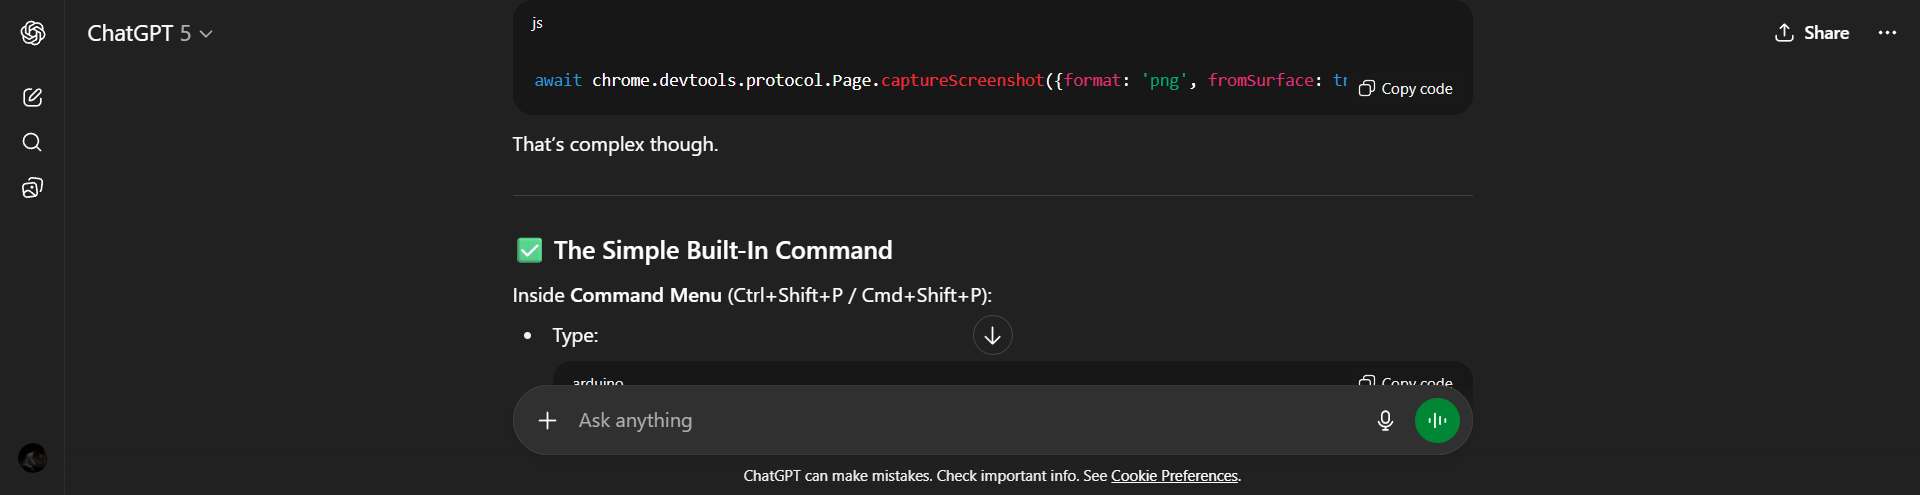 ChatGPT 5
Share
js
await chrome.devtools.protocol.Page.captureScreenshot({format: 'png', fromSurface: tr
Copy code
That's complex though.
✅ The Simple Built-In Command
Inside Command Menu (Ctrl+Shift+P / Cmd+Shift+P):
• Type:
arduino
Copy code
Ask anything
ChatGPT can make mistakes. Check important info. See Cookie Preferences.